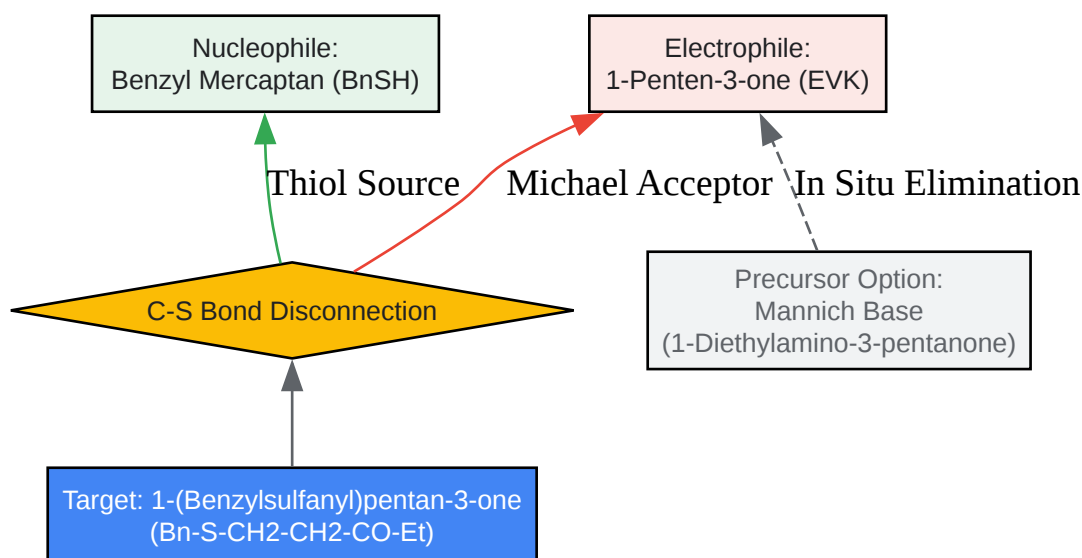 Nucleophile:
Benzyl Mercaptan (BnSH)
Electrophile:
1-Penten-3-one (EVK)
Thiol Source
Michael Acceptor
In Situ Elimination
Precursor Option:
Mannich Base
(1-Diethylamino-3-pentanone)
C-S Bond Disconnection
Target: 1-(Benzylsulfanyl)pentan-3-one
(Bn-S-CH2-CH2-CO-Et)